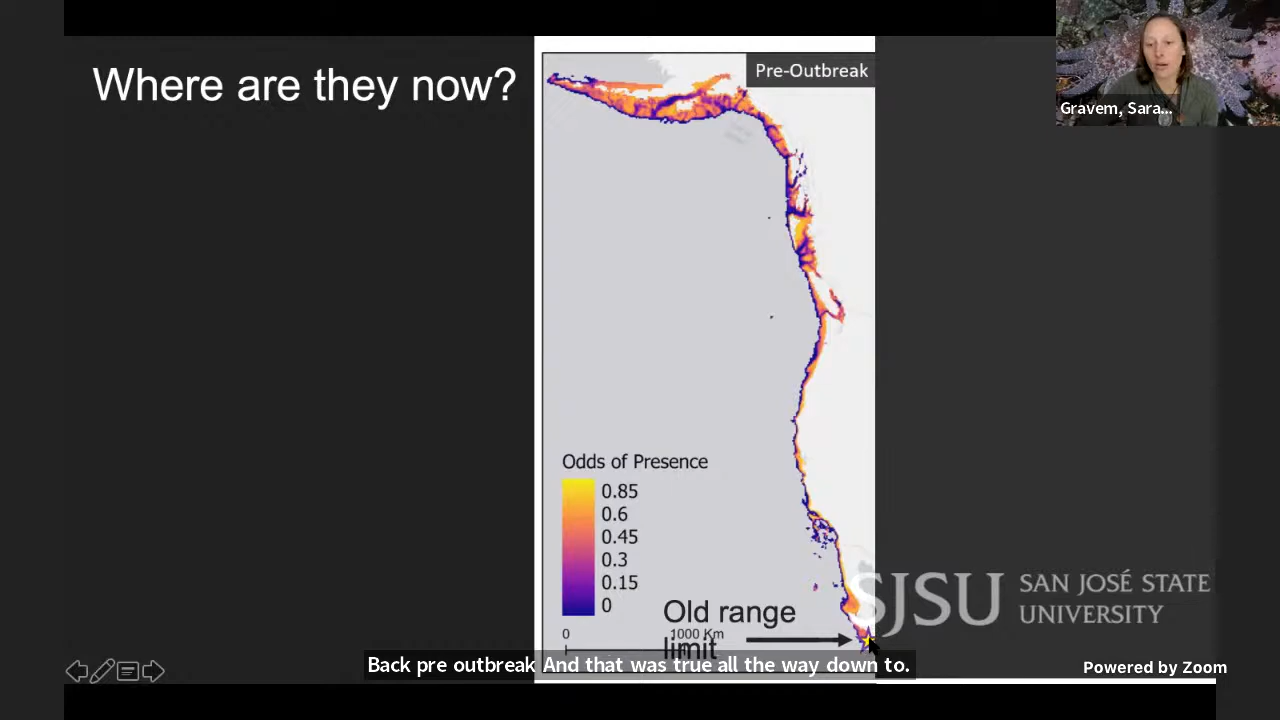 Where are they now?
Pre-Outbreak
Gravem, Sara...
Odds of Presence
0.85
0.6
0.45
0.3
0.15
0
Old range
limit
0
1000 Km
SJSU SAN JOSÉ STATE
UNIVERSITY
Back pre outbreak And that was true all the way down to.
Powered by Zoom